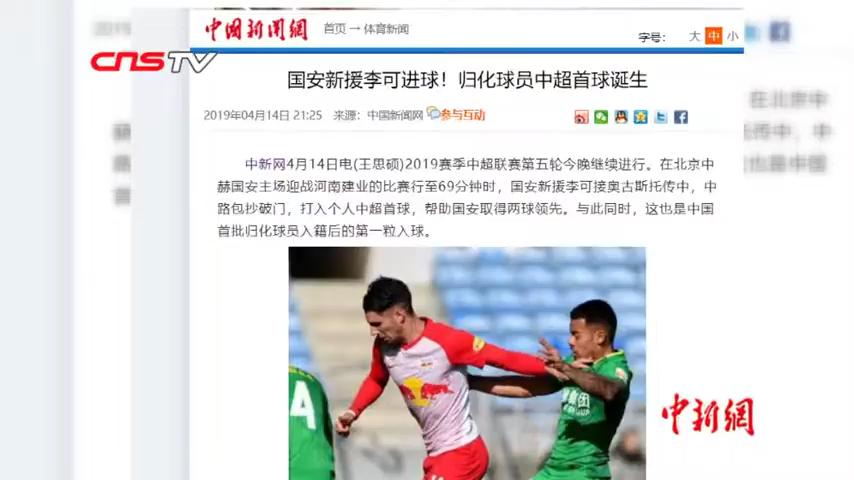 中国新闻網
首页 → 体育新闻
字号： 大 中 小
CNSTV
国安新援李可进球！归化球员中超首球诞生
2019年04月14日 21:25 来源：中国新闻网 参与互动
中新网4月14日电(王思硕)2019赛季中超联赛第五轮今晚继续进行。在北京中
赫国安主场迎战河南建业的比赛行至69分钟时，国安新援李可接奥古斯托传中，中
路包抄破门，打入个人中超首球，帮助国安取得两球领先。与此同时，这也是中国
首批归化球员入籍后的第一粒入球。
4
Red Bull
集团
中新網